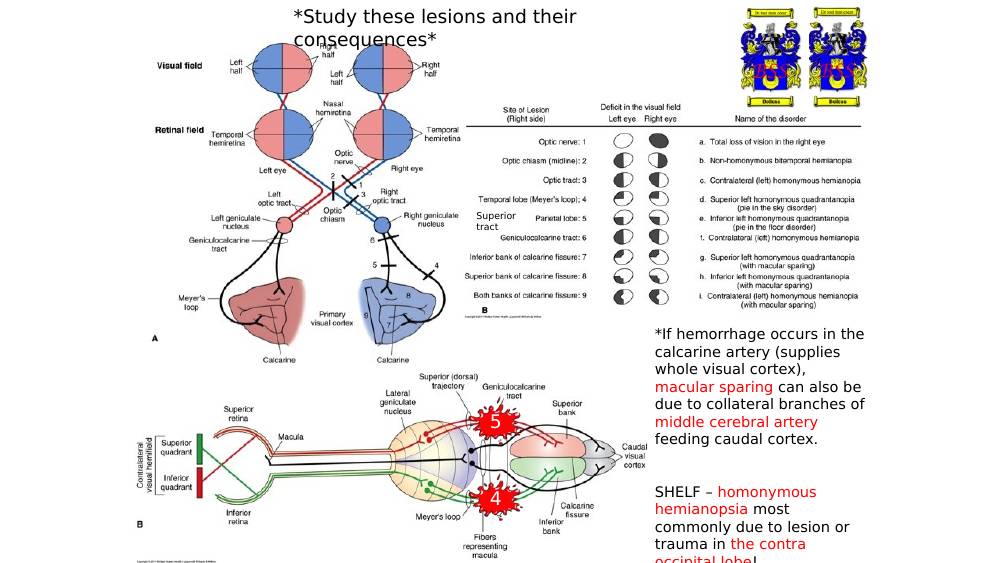 *Study these lesions and their
consequences*
Visual field
Left
half
Right
half
Left
half
Right
half
Nasal
hemiretina
Retinal field
Temporal
hemiretina
Temporal
hemiretina
Optic
nerve
Left eye
Right eye
2
1
3
Left
optic tract
Right
optic tract
Optic
chiasm
Left geniculate
nucleus
Right geniculate
nucleus
Geniculocalcarine
tract
6
5
4
Meyer's
loop
Primary
visual cortex
8
9
7
A
Calcarine
Calcarine
Site of Lesion
(Right side)
Deficit in the visual field
Left eye Right eye
Name of the disorder
Optic nerve: 1
a. Total loss of vision in the right eye
Optic chiasm (midline): 2
b. Non-homonymous bitemporal hemianopia
Optic tract: 3
c. Contralateral (left) homonymous hemianopia
Temporal lobe (Meyer's loop): 4
d. Superior left homonymous quadrantanopia
(pie in the sky disorder)
Superior
tract
Parietal lobe: 5
e. Inferior left homonymous quadrantanopia
(pie in the floor disorder)
Geniculocalcarine tract: 6
f. Contralateral (left) homonymous hemianopia
Inferior bank of calcarine fissure: 7
g. Superior left homonymous quadrantanopia
(with macular sparing)
Superior bank of calcarine fissure: 8
h. Inferior left homonymous quadrantanopia
(with macular sparing)
Both banks of calcarine fissure: 9
i. Contralateral (left) homonymous hemianopia
(with macular sparing)
B
*If hemorrhage occurs in the
calcarine artery (supplies
whole visual cortex),
macular sparing can also be
due to collateral branches of
middle cerebral artery
feeding caudal cortex.
SHELF – homonymous
hemianopsia most
commonly due to lesion or
trauma in the contra
occipital lobe!
Superior (dorsal)
trajectory
Geniculocalcarine
tract
Lateral
geniculate
nucleus
Superior
bank
Superior
retina
Macula
Contralateral
visual hemifield
Superior
quadrant
Inferior
quadrant
5
4
Caudal
visual
cortex
Inferior
retina
Meyer's loop
Fibers
representing
macula
Inferior
bank
Calcarine
fissure
B